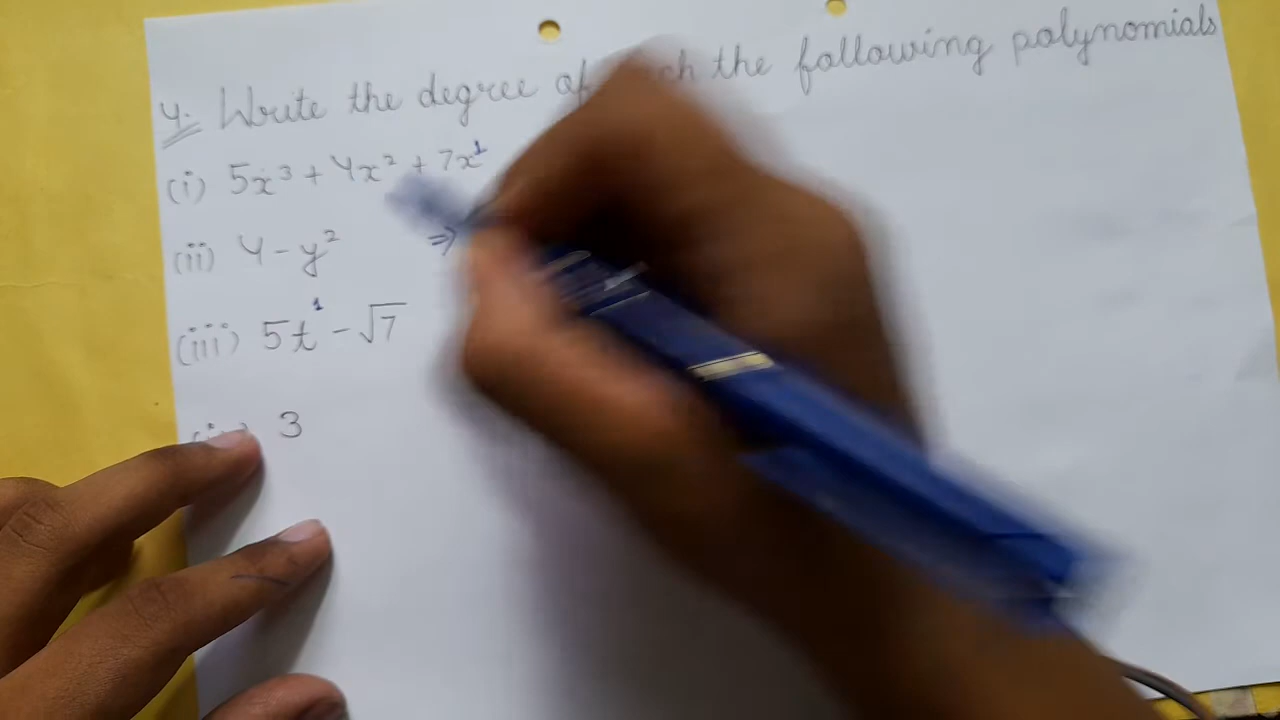 4. Write the degree of the following polynomials
(i) 5x³ + 4x² + 7x¹
(ii) 4 - y² ⇒
(iii) 5t¹ - √7
3